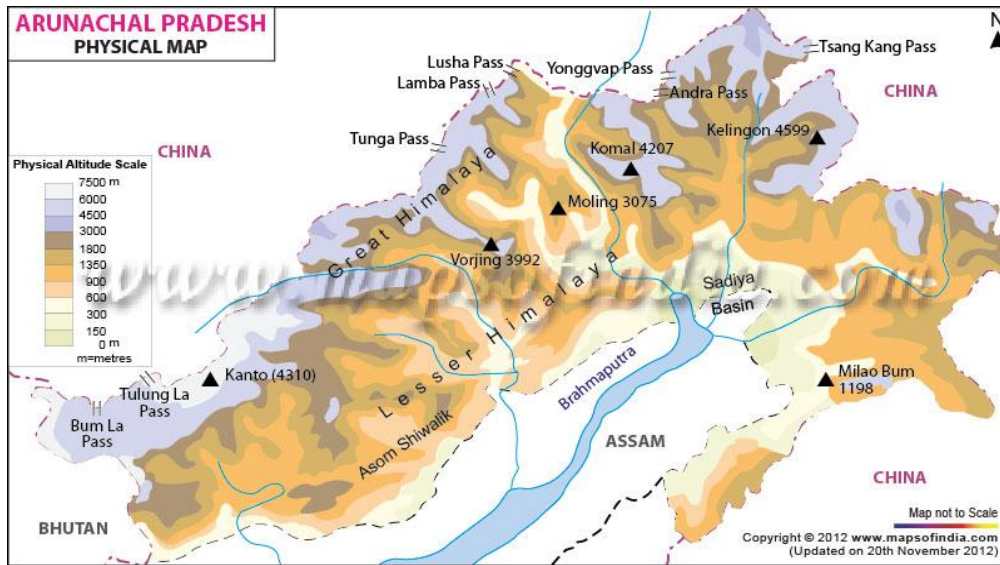 ARUNACHAL PRADESH
PHYSICAL MAP
N
Tsang Kang Pass
Lusha Pass
Yonggvap Pass
Lamba Pass
Andra Pass
CHINA
Kelingon 4599
Tunga Pass
CHINA
Komal 4207
Physical Altitude Scale
7500 m
6000
4500
3000
1800
1350
900
600
300
150
0 m
m=metres
Great Himalaya
Moling 3075
Vorjing 3992
www.mapsofindia.com
Sadiya
Basin
Lesser Himalaya
Kanto (4310)
Tulung La
Pass
Bum La
Pass
Brahmaputra
Milao Bum
1198
Asom Shiwalik
ASSAM
CHINA
BHUTAN
Map not to Scale
Copyright © 2012 www.mapsofindia.com
(Updated on 20th November 2012)